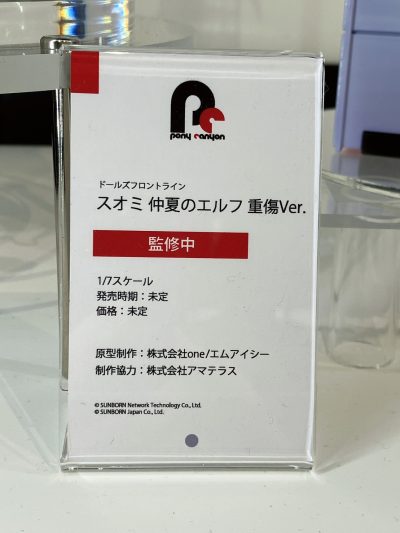 pony canyon
ドールズフロントライン
スオミ 仲夏のエルフ 重傷Ver.
監修中
1/7スケール
発売時期：未定
価格：未定
原型制作：株式会社one/エムアイシー
制作協力：株式会社アマテラス
© SUNBORN Network Technology Co., Ltd.
© SUNBORN Japan Co., Ltd.